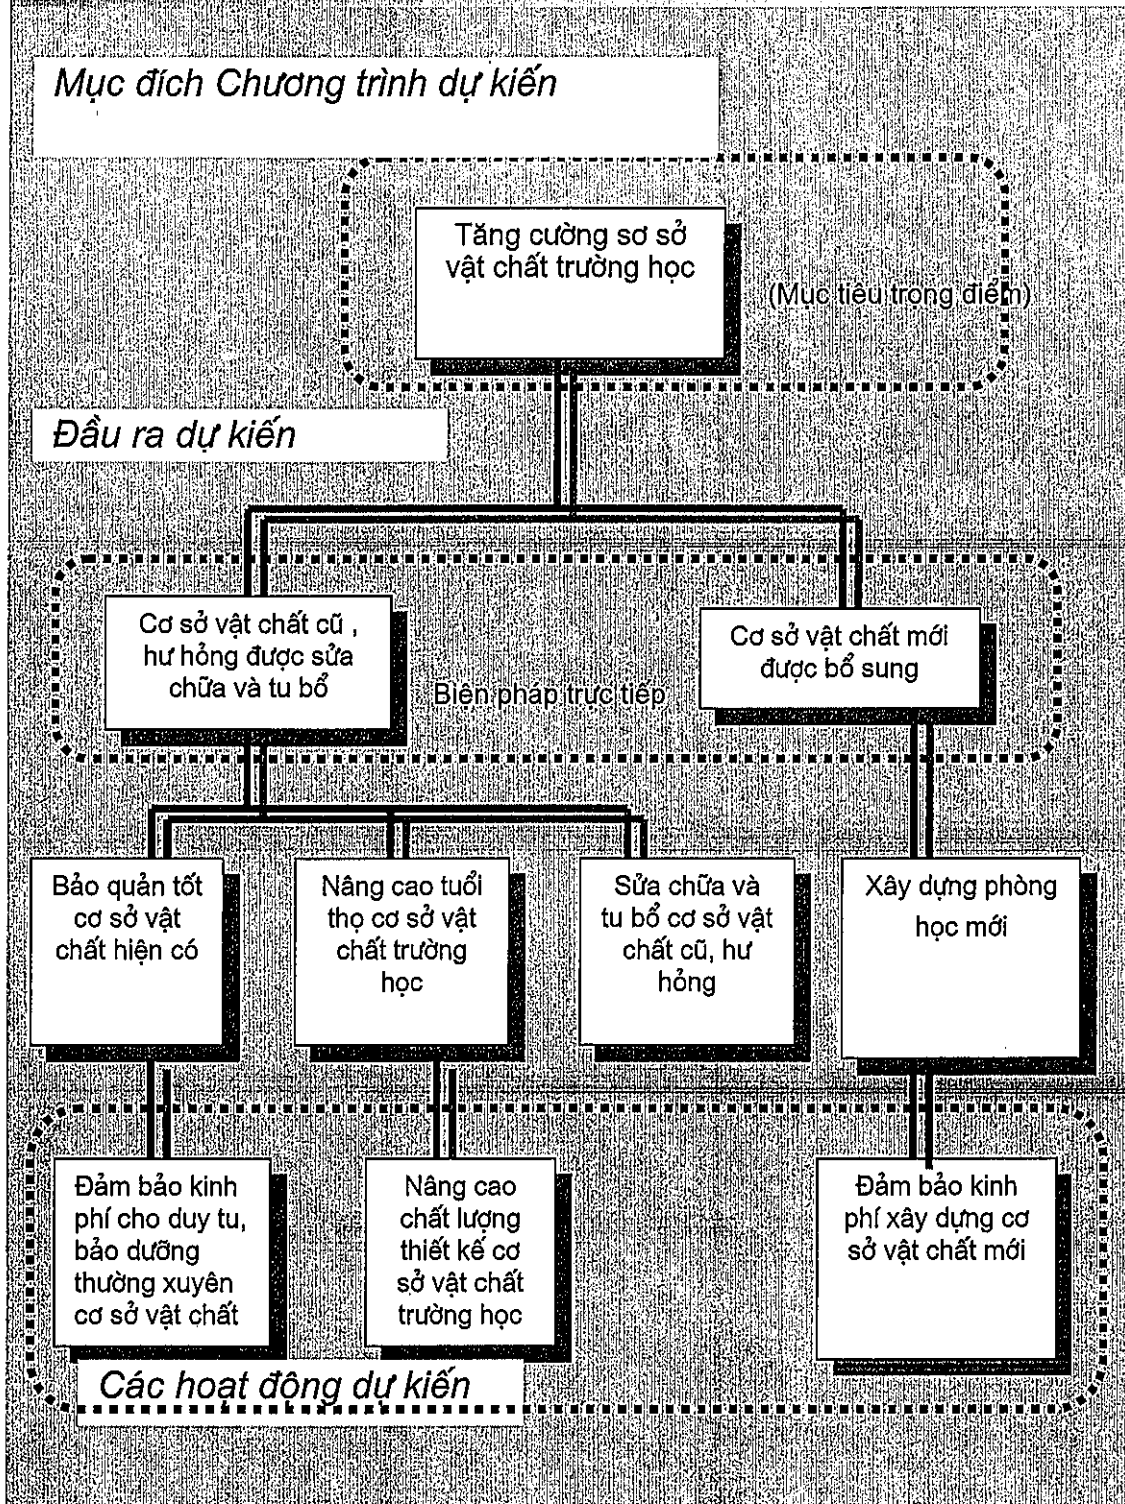 Mục đích Chương trình dự kiến
Tăng cường sơ sở
vật chất trường học
(Mục tiêu trong điểm)
Đầu ra dự kiến
Cơ sở vật chất cũ ,
hư hỏng được sửa
chữa và tu bổ
Biện pháp trực tiếp
Cơ sở vật chất mới
được bổ sung
Bảo quản tốt
cơ sở vật
chất hiện có
Nâng cao tuổi
thọ cơ sở vật
chất trường
học
Sửa chữa và
tu bổ cơ sở vật
chất cũ, hư
hỏng
Xây dựng phòng
học mới
Đảm bảo kinh
phí cho duy tu,
bảo dưỡng
thường xuyên
cơ sở vật chất
Nâng cao
chất lượng
thiết kế cơ
sở vật chất
trường học
Đảm bảo kinh
phí xây dựng cơ
sở vật chất mới
Các hoạt động dự kiến